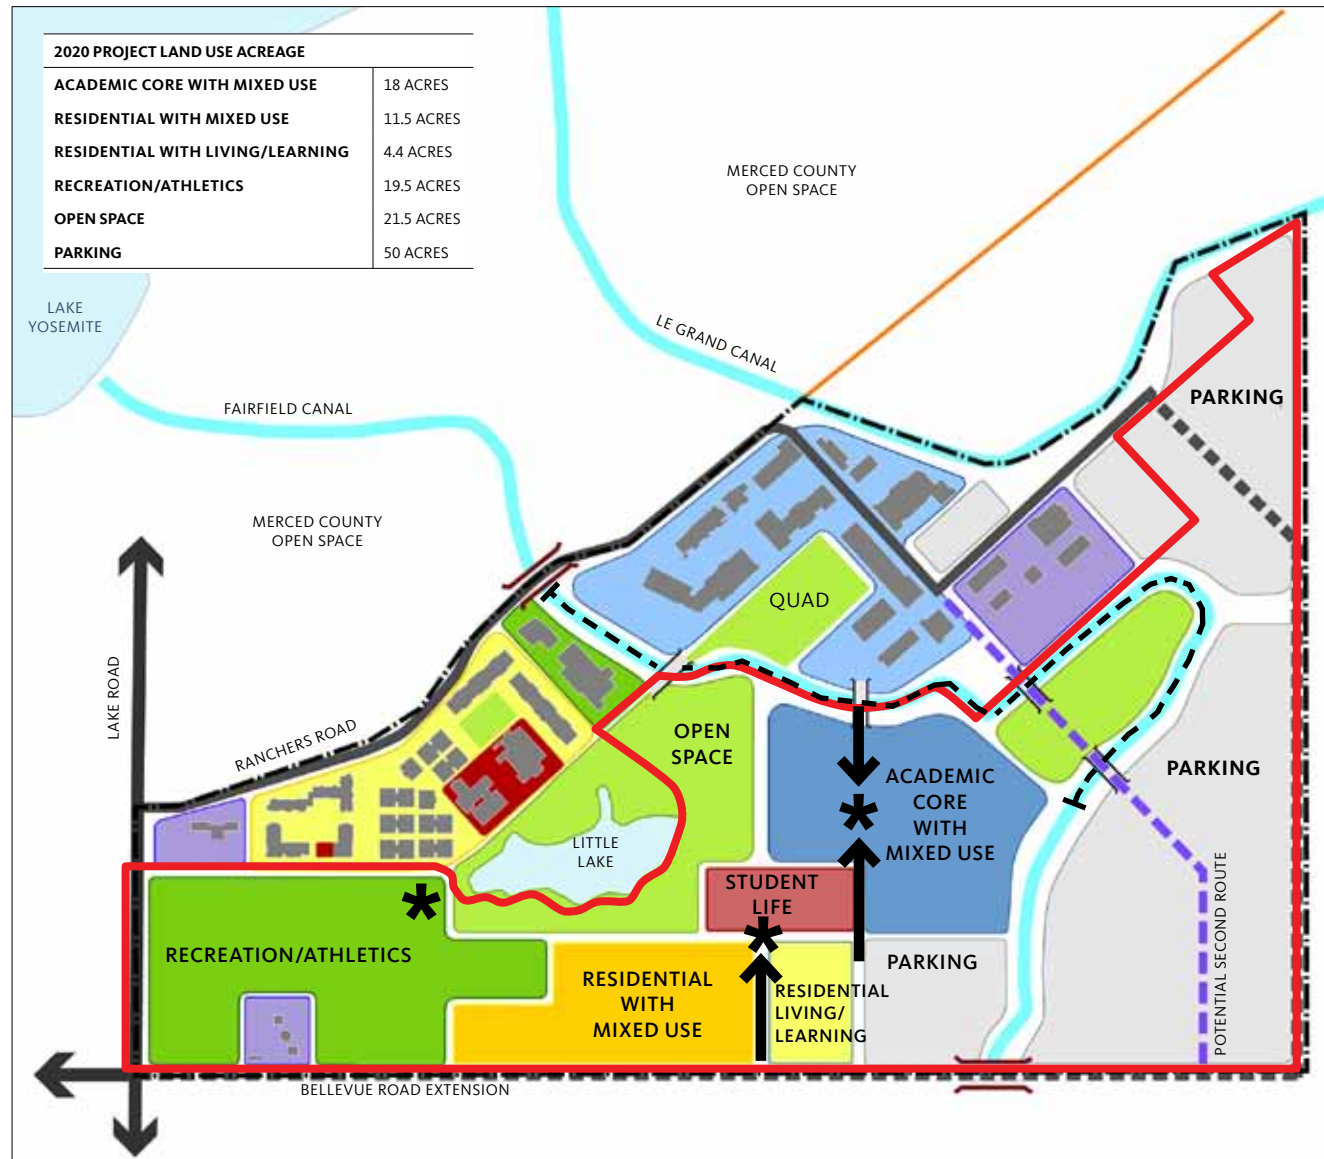 2020 PROJECT LAND USE ACREAGE
ACADEMIC CORE WITH MIXED USE 18 ACRES
RESIDENTIAL WITH MIXED USE 11.5 ACRES
RESIDENTIAL WITH LIVING/LEARNING 4.4 ACRES
RECREATION/ATHLETICS 19.5 ACRES
OPEN SPACE 21.5 ACRES
PARKING 50 ACRES
MERCED COUNTY
OPEN SPACE
LAKE
YOSEMITE
LE GRAND CANAL
FAIRFIELD CANAL
PARKING
MERCED COUNTY
OPEN SPACE
QUAD
LAKE ROAD
RANCHERS ROAD
OPEN
SPACE
PARKING
ACADEMIC
CORE
WITH
MIXED USE
LITTLE
LAKE
STUDENT
LIFE
RECREATION/ATHLETICS
RESIDENTIAL
WITH
MIXED USE
RESIDENTIAL
LIVING/
LEARNING
PARKING
POTENTIAL SECOND ROUTE
BELLEVUE ROAD EXTENSION